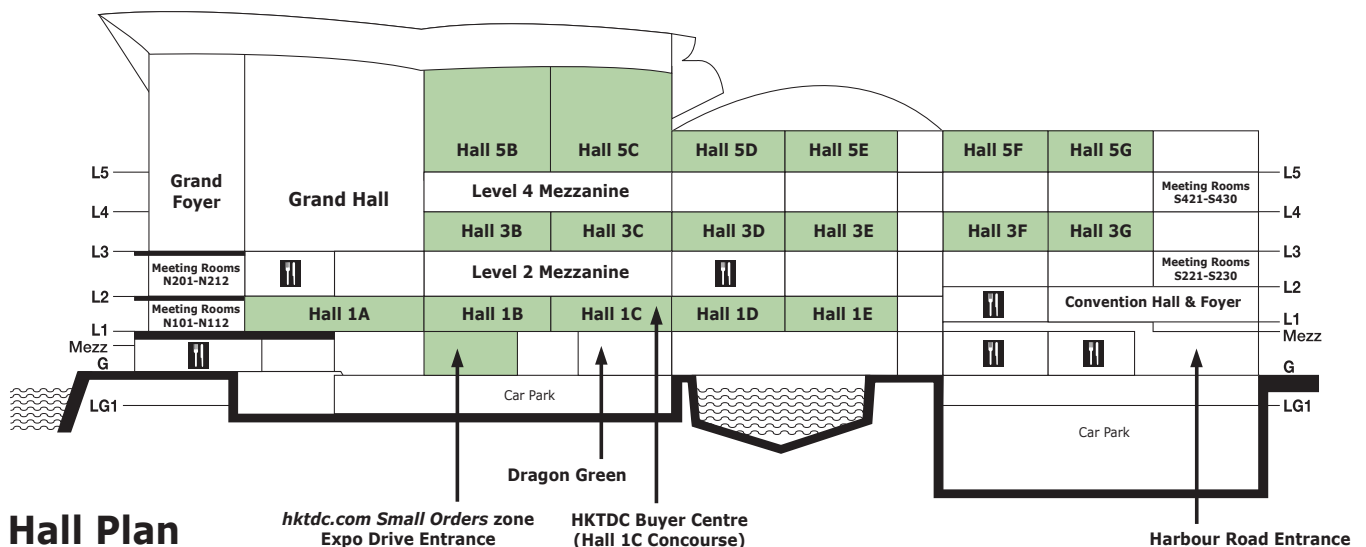 Hall 5B
Hall 5C
Hall 5D
Hall 5E
Hall 5F
Hall 5G
L5
L5
Grand
Foyer
Grand Hall
Level 4 Mezzanine
Meeting Rooms
S421-S430
L4
L4
Hall 3B
Hall 3C
Hall 3D
Hall 3E
Hall 3F
Hall 3G
L3
L3
Meeting Rooms
N201-N212
Level 2 Mezzanine
Meeting Rooms
S221-S230
L2
L2
Meeting Rooms
N101-N112
Hall 1A
Hall 1B
Hall 1C
Hall 1D
Hall 1E
Convention Hall & Foyer
L1
L1
Mezz
Mezz
G
G
LG1
Car Park
LG1
Car Park
Dragon Green
Hall Plan
hktdc.com Small Orders zone
Expo Drive Entrance
HKTDC Buyer Centre
(Hall 1C Concourse)
Harbour Road Entrance